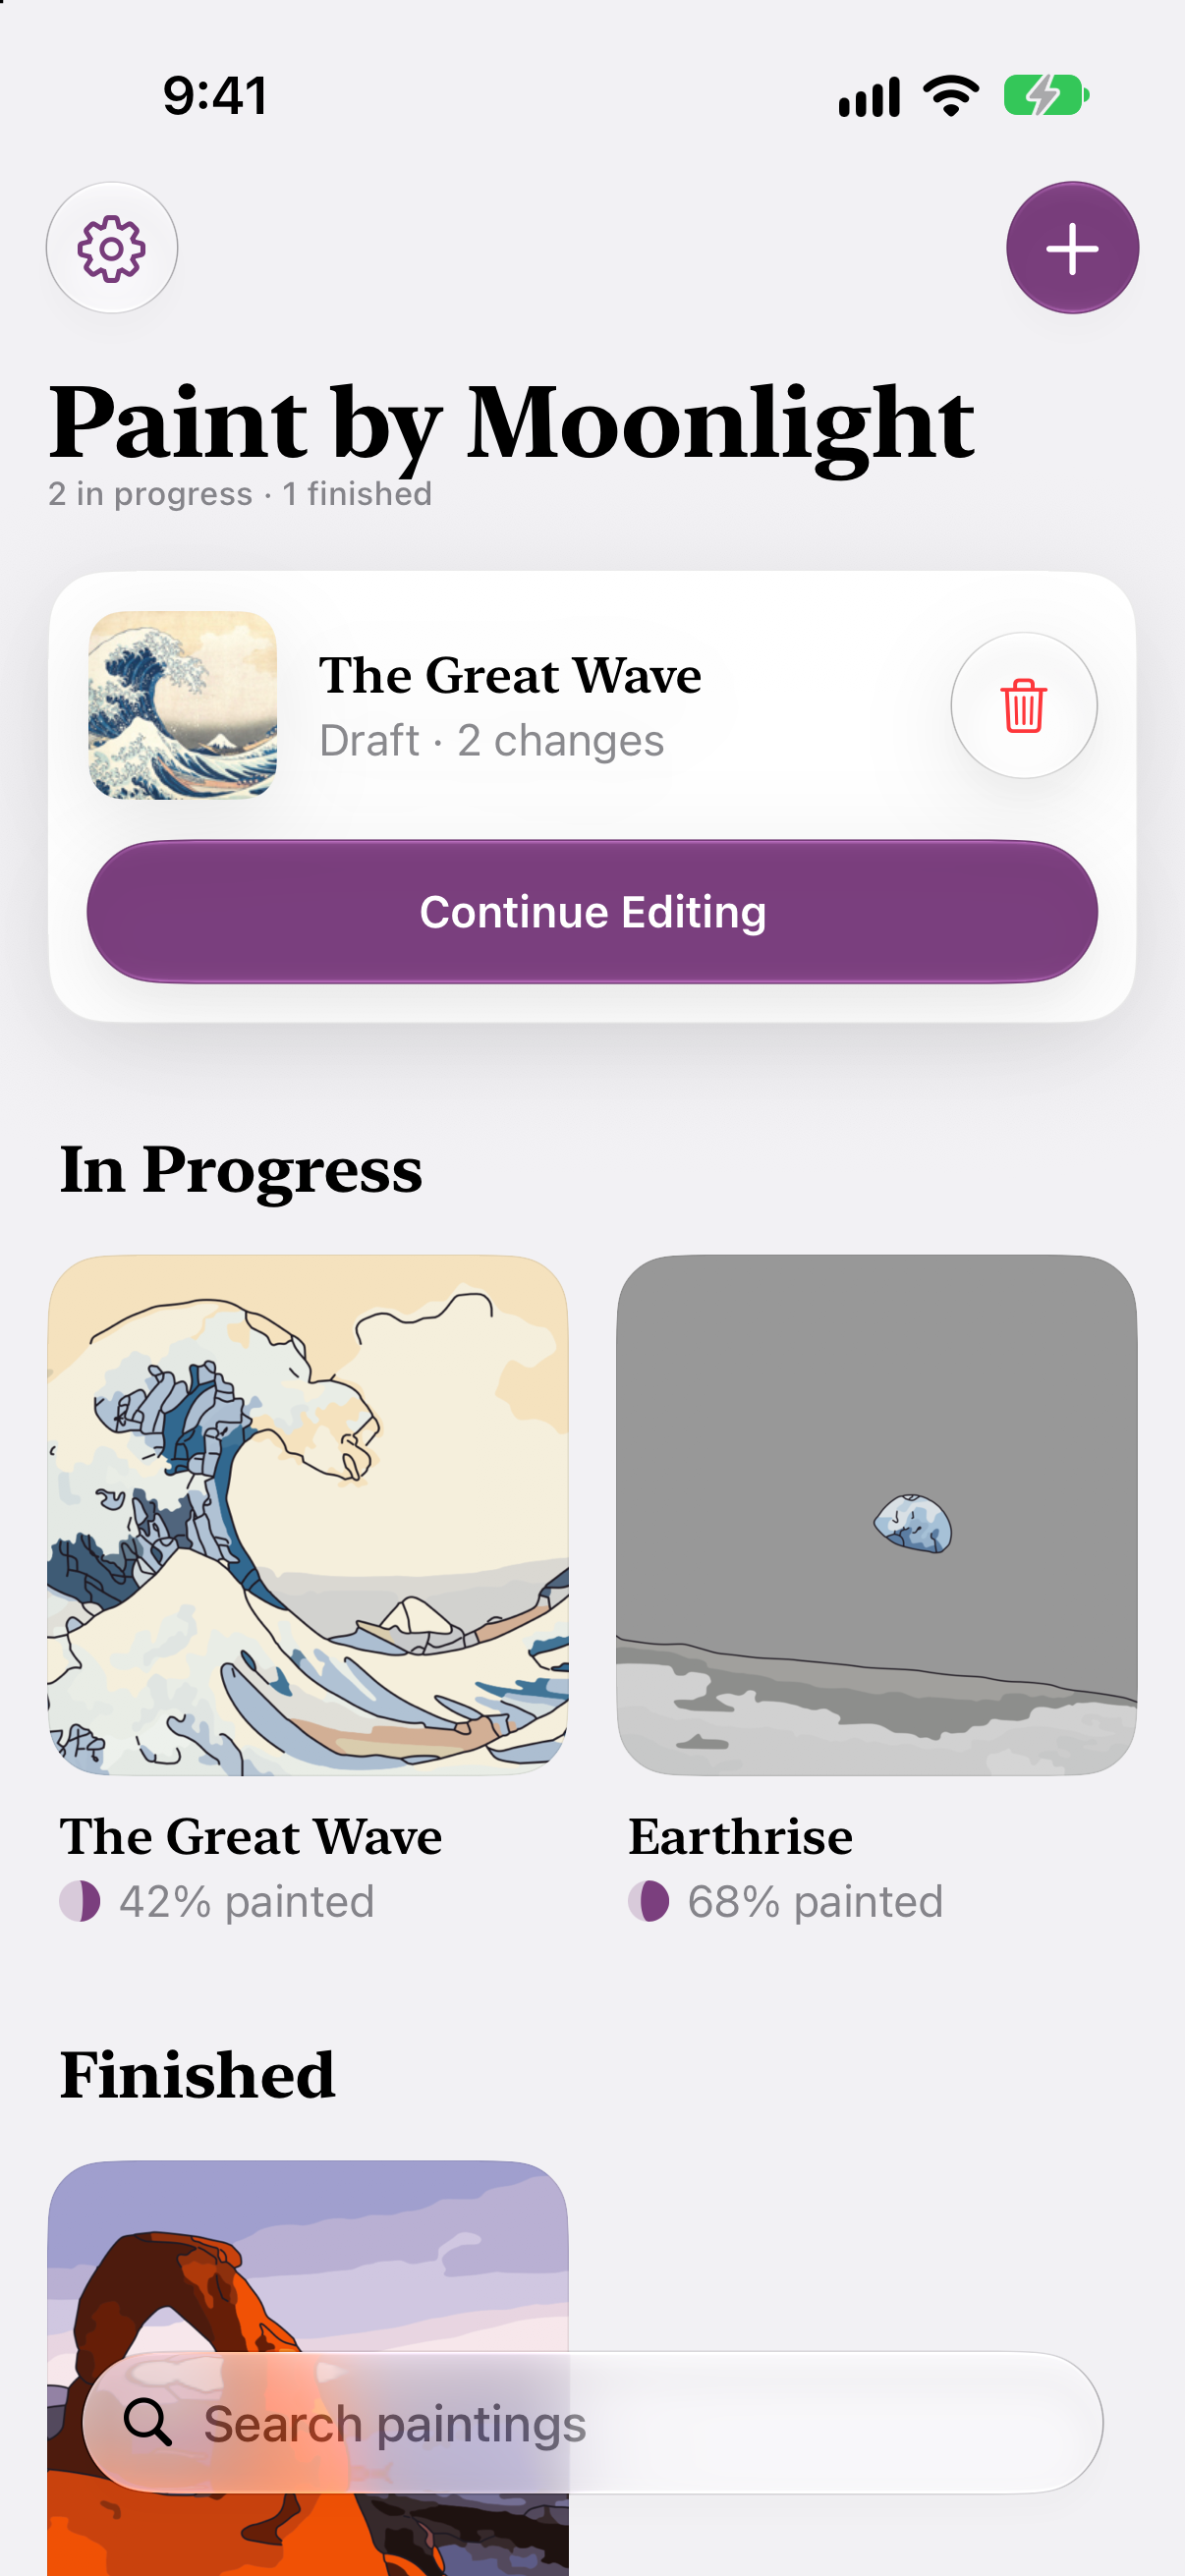 9:41
Paint by Moonlight
2 in progress · 1 finished
The Great Wave
Draft · 2 changes
Continue Editing
In Progress
The Great Wave
42% painted
Earthrise
68% painted
Finished
Search paintings